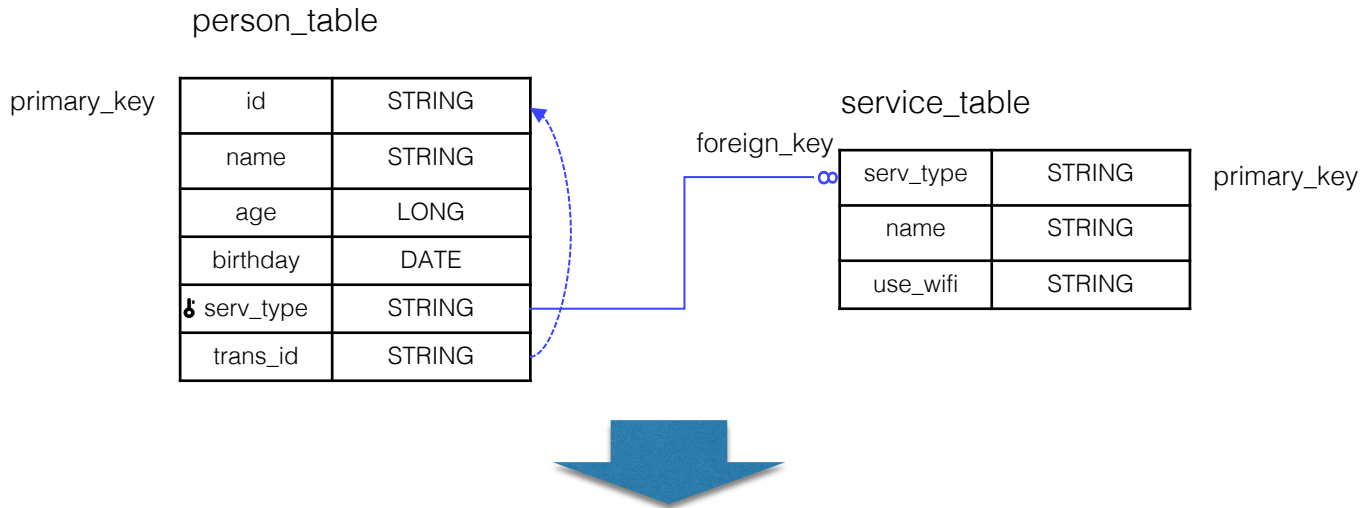 person_table
primary_key
id STRING
name STRING
age LONG
birthday DATE
serv_type STRING
trans_id STRING
service_table
foreign_key
serv_type STRING
primary_key
name STRING
use_wifi STRING